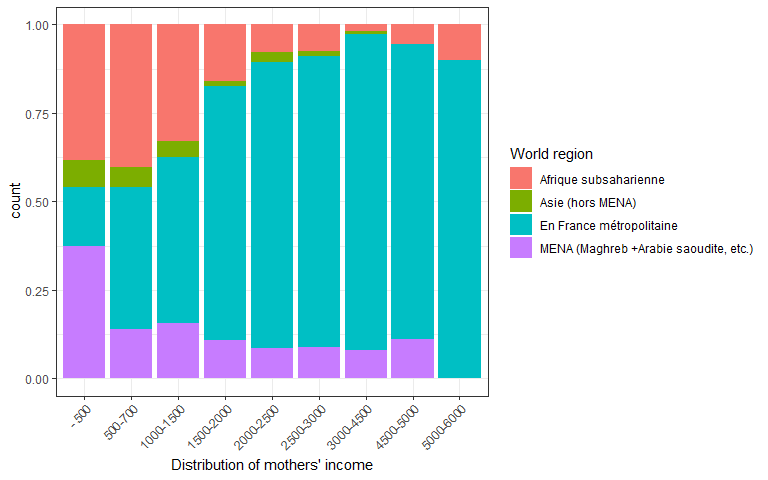 1.00
0.75
0.50
0.25
0.00
count
- 500
500-700
1000-1500
1500-2000
2000-2500
2500-3000
3000-4500
4500-5000
5000-6000
Distribution of mothers' income
World region
Afrique subsaharienne
Asie (hors MENA)
En France métropolitaine
MENA (Maghreb +Arabie saoudite, etc.)